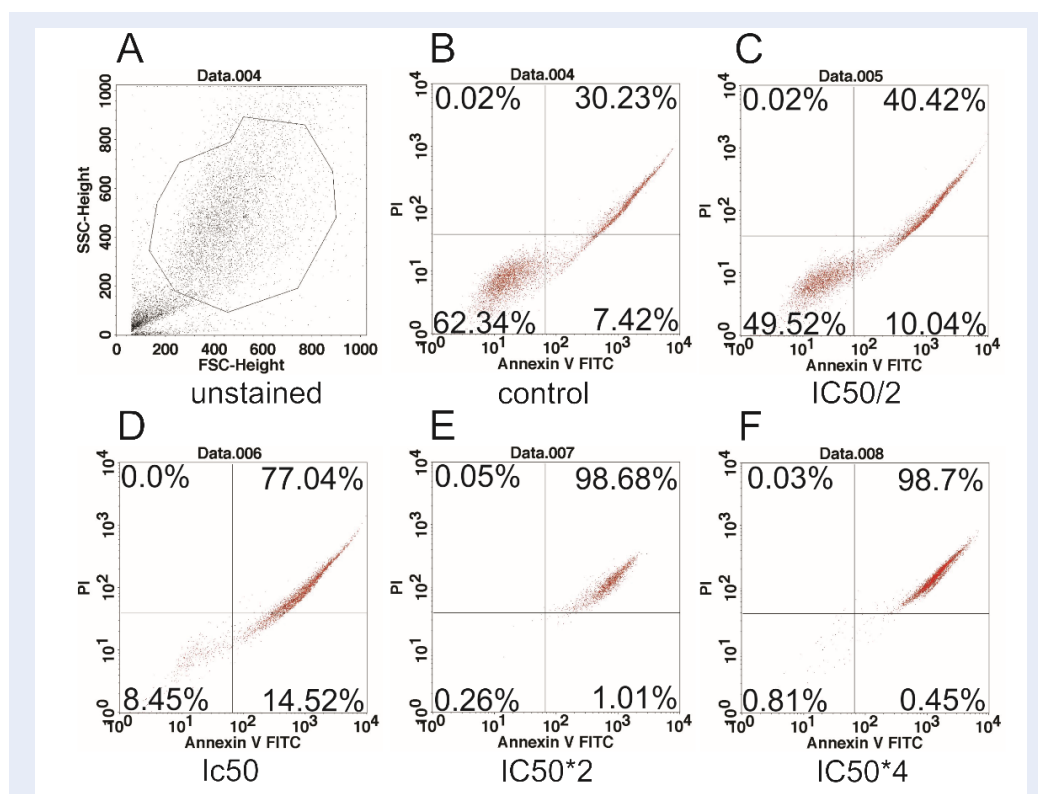 A
Data.004
1000
800
600
400
200
0
SSC-Height
0 200 400 600 800 1000
FSC-Height
unstained
B
Data.004
0.02% 30.23%
62.34% 7.42%
10⁴
10³
10²
10¹
10⁰
PI
10⁰ 10¹ 10² 10³ 10⁴
Annexin V FITC
control
C
Data.005
0.02% 40.42%
49.52% 10.04%
10⁴
10³
10²
10¹
10⁰
PI
10⁰ 10¹ 10² 10³ 10⁴
Annexin V FITC
IC50/2
D
Data.006
0.0% 77.04%
8.45% 14.52%
10⁴
10³
10²
10¹
10⁰
PI
10⁰ 10¹ 10² 10³ 10⁴
Annexin V FITC
Ic50
E
Data.007
0.05% 98.68%
0.26% 1.01%
10⁴
10³
10²
10¹
10⁰
PI
10⁰ 10¹ 10² 10³ 10⁴
Annexin V FITC
IC50*2
F
Data.008
0.03% 98.7%
0.81% 0.45%
10⁴
10³
10²
10¹
10⁰
PI
10⁰ 10¹ 10² 10³ 10⁴
Annexin V FITC
IC50*4